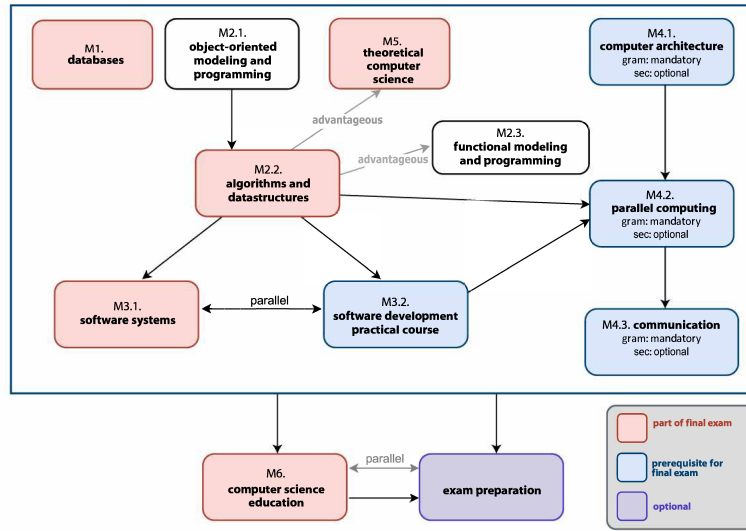 M1.
databases
M2.1.
object-oriented
modeling and
programming
M5.
theoretical
computer
science
M4.1.
computer architecture
gram: mandatory
sec: optional
advantageous
M2.3.
functional modeling
and programming
advantageous
M2.2.
algorithms and
datastructures
M4.2.
parallel computing
gram: mandatory
sec: optional
M3.1.
software systems
parallel
M3.2.
software development
practical course
M4.3. communication
gram: mandatory
sec: optional
M6.
computer science
education
parallel
exam preparation
part of final exam
prerequisite for
final exam
optional